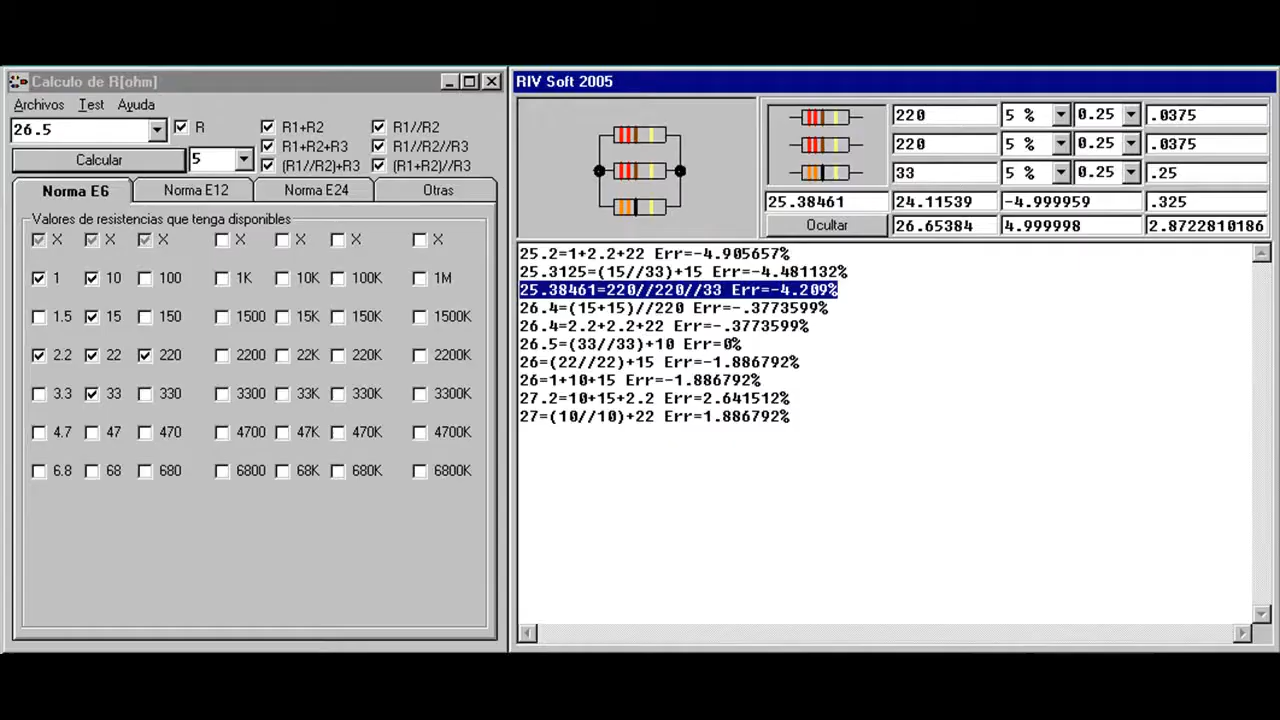 Calculo de R[ohm]
Archivos Test Ayuda
26.5 R R1+R2 R1//R2
R1+R2+R3 R1//R2//R3
Calcular 5 (R1//R2)+R3 (R1+R2)//R3
Norma E6 Norma E12 Norma E24 Otras
Valores de resistencias que tenga disponibles
X X X X X X X
1 10 100 1K 10K 100K 1M
1.5 15 150 1500 15K 150K 1500K
2.2 22 220 2200 22K 220K 2200K
3.3 33 330 3300 33K 330K 3300K
4.7 47 470 4700 47K 470K 4700K
6.8 68 680 6800 68K 680K 6800K
RIV Soft 2005
220 5 % 0.25 .0375
220 5 % 0.25 .0375
33 5 % 0.25 .25
25.38461 24.11539 -4.999959 .325
Ocultar 26.65384 4.999998 2.8722810186
25.2=1+2.2+22 Err=-4.905657%
25.3125=(15//33)+15 Err=-4.481132%
25.38461=220//220//33 Err=-4.209%
26.4=(15+15)//220 Err=-.3773599%
26.4=2.2+2.2+22 Err=-.3773599%
26.5=(33//33)+10 Err=0%
26=(22//22)+15 Err=-1.886792%
26=1+10+15 Err=-1.886792%
27.2=10+15+2.2 Err=2.641512%
27=(10//10)+22 Err=1.886792%